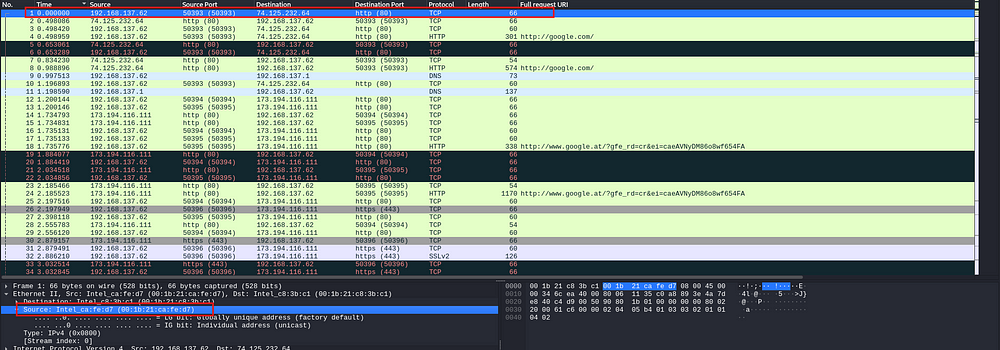 No. Time Source Source Port Destination Destination Port Protocol Length Full request URI
1 0.000000 192.168.137.62 50393 (50393) 74.125.232.64 http (80) TCP 66
2 0.498086 74.125.232.64 http (80) 192.168.137.62 50393 (50393) TCP 66
3 0.498420 192.168.137.62 50393 (50393) 74.125.232.64 http (80) TCP 60
4 0.498959 192.168.137.62 50393 (50393) 74.125.232.64 http (80) HTTP 301 http://google.com/
5 0.653061 74.125.232.64 http (80) 192.168.137.62 50393 (50393) TCP 66
6 0.653289 192.168.137.62 50393 (50393) 74.125.232.64 http (80) TCP 66
7 0.834230 74.125.232.64 http (80) 192.168.137.62 50393 (50393) TCP 54
8 0.988896 74.125.232.64 http (80) 192.168.137.62 50393 (50393) HTTP 574 http://google.com/
9 0.997513 192.168.137.62 192.168.137.1 DNS 73
10 1.196893 192.168.137.62 50393 (50393) 74.125.232.64 http (80) TCP 60
11 1.198590 192.168.137.1 192.168.137.62 DNS 137
12 1.200144 192.168.137.62 50394 (50394) 173.194.116.111 http (80) TCP 66
13 1.200146 192.168.137.62 50395 (50395) 173.194.116.111 http (80) TCP 66
14 1.734793 173.194.116.111 http (80) 192.168.137.62 50394 (50394) TCP 66
15 1.734831 173.194.116.111 http (80) 192.168.137.62 50395 (50395) TCP 66
16 1.735131 192.168.137.62 50394 (50394) 173.194.116.111 http (80) TCP 60
17 1.735133 192.168.137.62 50395 (50395) 173.194.116.111 http (80) TCP 60
18 1.735776 192.168.137.62 50395 (50395) 173.194.116.111 http (80) HTTP 338 http://www.google.at/?gfe_rd=cr&ei=caeAVNyDM86o8wf654FA
19 1.884077 173.194.116.111 http (80) 192.168.137.62 50394 (50394) TCP 66
20 1.884419 192.168.137.62 50394 (50394) 173.194.116.111 http (80) TCP 66
21 2.034518 173.194.116.111 http (80) 192.168.137.62 50395 (50395) TCP 66
22 2.034856 192.168.137.62 50395 (50395) 173.194.116.111 http (80) TCP 66
23 2.185466 173.194.116.111 http (80) 192.168.137.62 50395 (50395) TCP 54
24 2.185523 173.194.116.111 http (80) 192.168.137.62 50395 (50395) HTTP 1170 http://www.google.at/?gfe_rd=cr&ei=caeAVNyDM86o8wf654FA
25 2.197516 192.168.137.62 50396 (50396) 173.194.116.111 https (443) TCP 60
27 2.398118 192.168.137.62 50395 (50395) 173.194.116.111 http (80) TCP 60
28 2.555783 173.194.116.111 http (80) 192.168.137.62 TCP
29 2.556120 192.168.137.62 173.194.116.111 http (80) TCP 60
30 2.879157 173.194.116.111 https (443) 192.168.137.62 50396 (50396) TCP 66
31 2.879491 192.168.137.62 50396 (50396) 173.194.116.111 https (443) TCP 60
32 2.886210 192.168.137.62 50396 (50396) 173.194.116.111 https (443) SSLv2 126
33 3.032514 173.194.116.111 https (443) 192.168.137.62 50396 (50396) TCP 66
34 3.032845 192.168.137.62 50396 (50396) 173.194.116.111 https (443) TCP 66
Frame 1: 66 bytes on wire (528 bits), 66 bytes captured (528 bits)
Ethernet II, Src: Intel_ca:fe:d7 (00:1b:21:ca:fe:d7), Dst: Intel_c8:3b:c1 (00:1b:21:c8:3b:c1)
Destination: Intel_c8:3b:c1 (00:1b:21:c8:3b:c1)
Source: Intel_ca:fe:d7 (00:1b:21:ca:fe:d7)
.... ..0. .... .... .... .... = LG bit: Globally unique address (factory default)
.... ...0 .... .... .... .... = IG bit: Individual address (unicast)
Type: IPv4 (0x0800)
[Stream index: 0]
Internet Protocol Version 4, Src: 192.168.137.62, Dst: 74.125.232.64
0000 00 1b 21 c8 3b c1 00 1b 21 ca fe d7 08 00 45 00
0010 00 34 6c ea 40 00 80 06 11 35 c0 a8 89 3e 4a 7d
0020 e8 40 c4 d9 00 50 90 80 1b 01 00 00 00 00 80 02
0030 20 00 61 c6 00 00 02 04 05 b4 01 03 03 02 01 01
0040 04 02